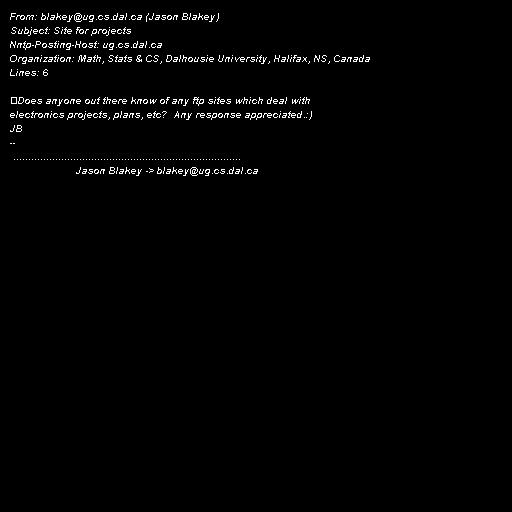 From: blakey@ug.cs.dal.ca (Jason Blakey)
Subject: Site for projects
Nntp-Posting-Host: ug.cs.dal.ca
Organization: Math, Stats & CS, Dalhousie University, Halifax, NS, Canada
Lines: 6

Does anyone out there know of any ftp sites which deal with
electronics projects, plans, etc?  Any response appreciated.:)
JB
--
............................................................................
Jason Blakey -> blakey@ug.cs.dal.ca